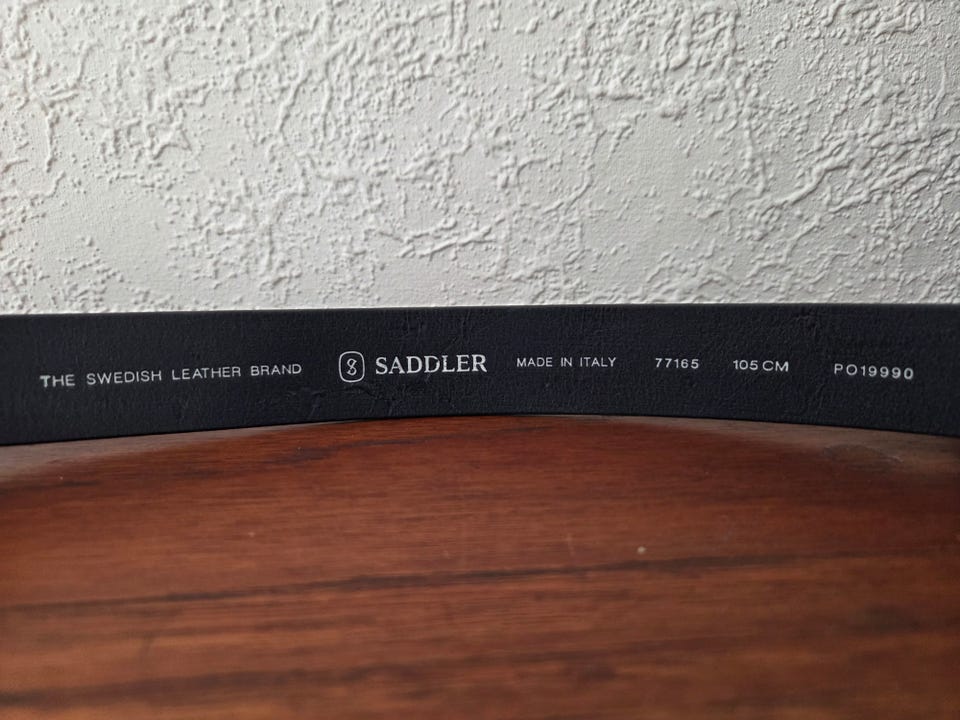 THE SWEDISH LEATHER BRAND SADDLER MADE IN ITALY 77165 105 CM PO19990